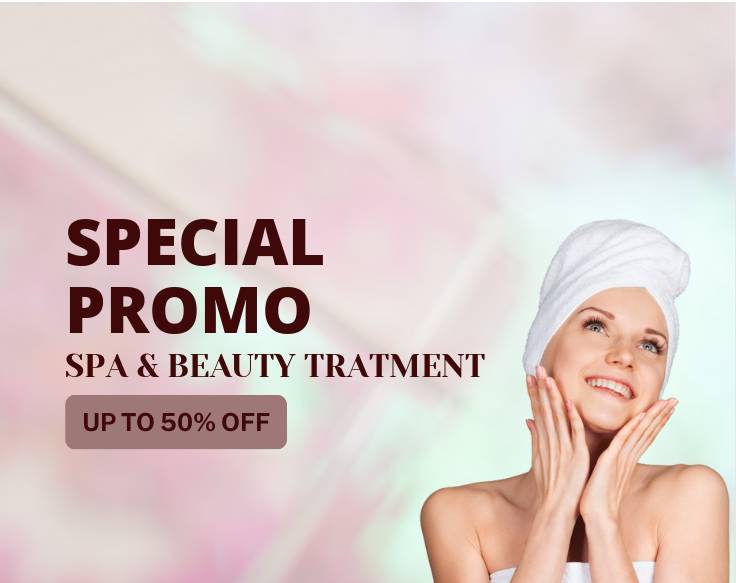 SPECIAL
PROMO
SPA & BEAUTY TRATMENT
UP TO 50% OFF